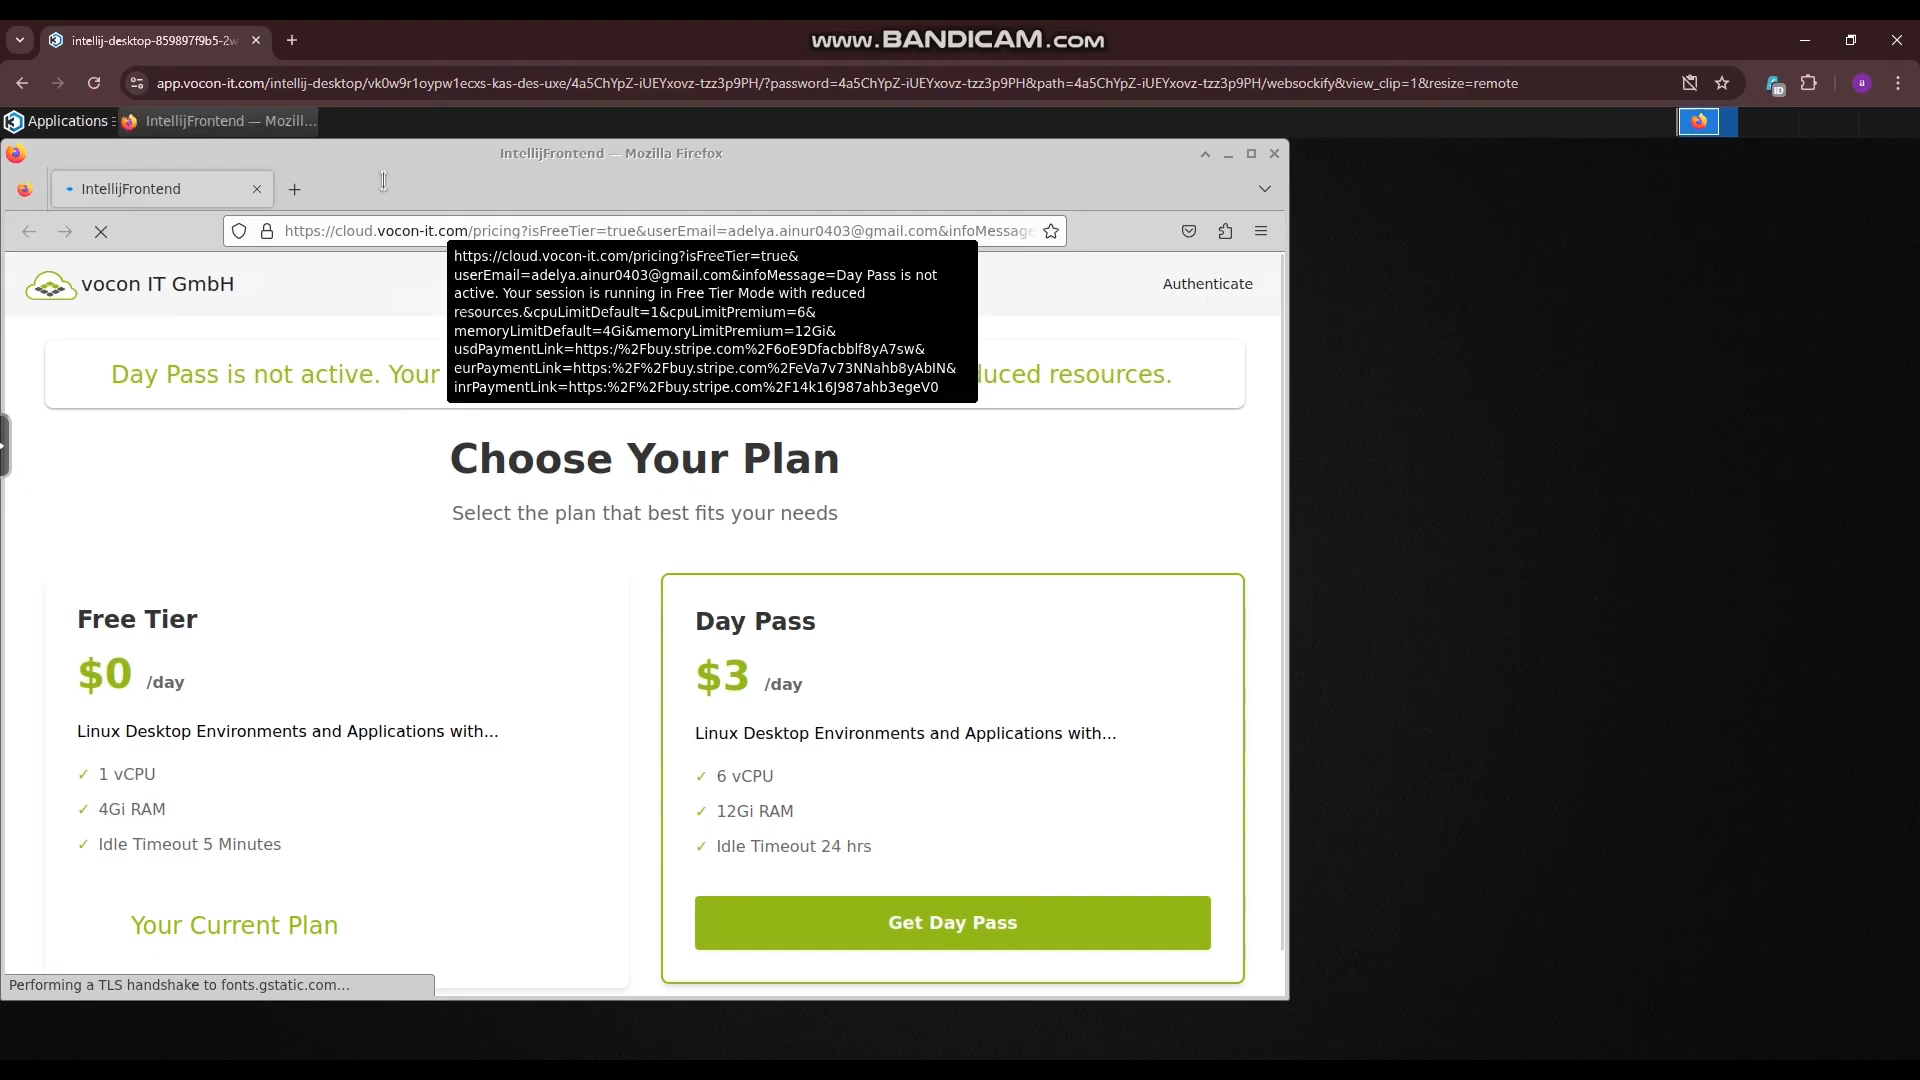 intellij-desktop-859897f9b5-2w
www.BANDICAM.com
app.vocon-it.com/intellij-desktop/vk0w9r1oypw1ecxs-kas-des-uxe/4a5ChYpZ-iUEYxovz-tzz3p9PH/?password=4a5ChYpZ-iUEYxovz-tzz3p9PH&path=4a5ChYpZ-iUEYxovz-tzz3p9PH/websockify&view_clip=1&resize=remote
ID
a
Applications
IntellijFrontend — Mozill...
IntellijFrontend — Mozilla Firefox
IntellijFrontend
https://cloud.vocon-it.com/pricing?isFreeTier=true&userEmail=adelya.ainur0403@gmail.com&infoMessage
https://cloud.vocon-it.com/pricing?isFreeTier=true&
userEmail=adelya.ainur0403@gmail.com&infoMessage=Day Pass is not
active. Your session is running in Free Tier Mode with reduced
resources.&cpuLimitDefault=1&cpuLimitPremium=6&
memoryLimitDefault=4Gi&memoryLimitPremium=12Gi&
usdPaymentLink=https:/%2Fbuy.stripe.com%2F6oE9Dfacbblf8yA7sw&
eurPaymentLink=https:%2F%2Fbuy.stripe.com%2FeVa7v73NNahb8yAbIN&
inrPaymentLink=https:%2F%2Fbuy.stripe.com%2F14k16J987ahb3egeV0
vocon IT GmbH
Authenticate
Day Pass is not active. Your duced resources.
Choose Your Plan
Select the plan that best fits your needs
Free Tier
$0 /day
Linux Desktop Environments and Applications with...
✓ 1 vCPU
✓ 4Gi RAM
✓ Idle Timeout 5 Minutes
Your Current Plan
Day Pass
$3 /day
Linux Desktop Environments and Applications with...
✓ 6 vCPU
✓ 12Gi RAM
✓ Idle Timeout 24 hrs
Get Day Pass
Performing a TLS handshake to fonts.gstatic.com...